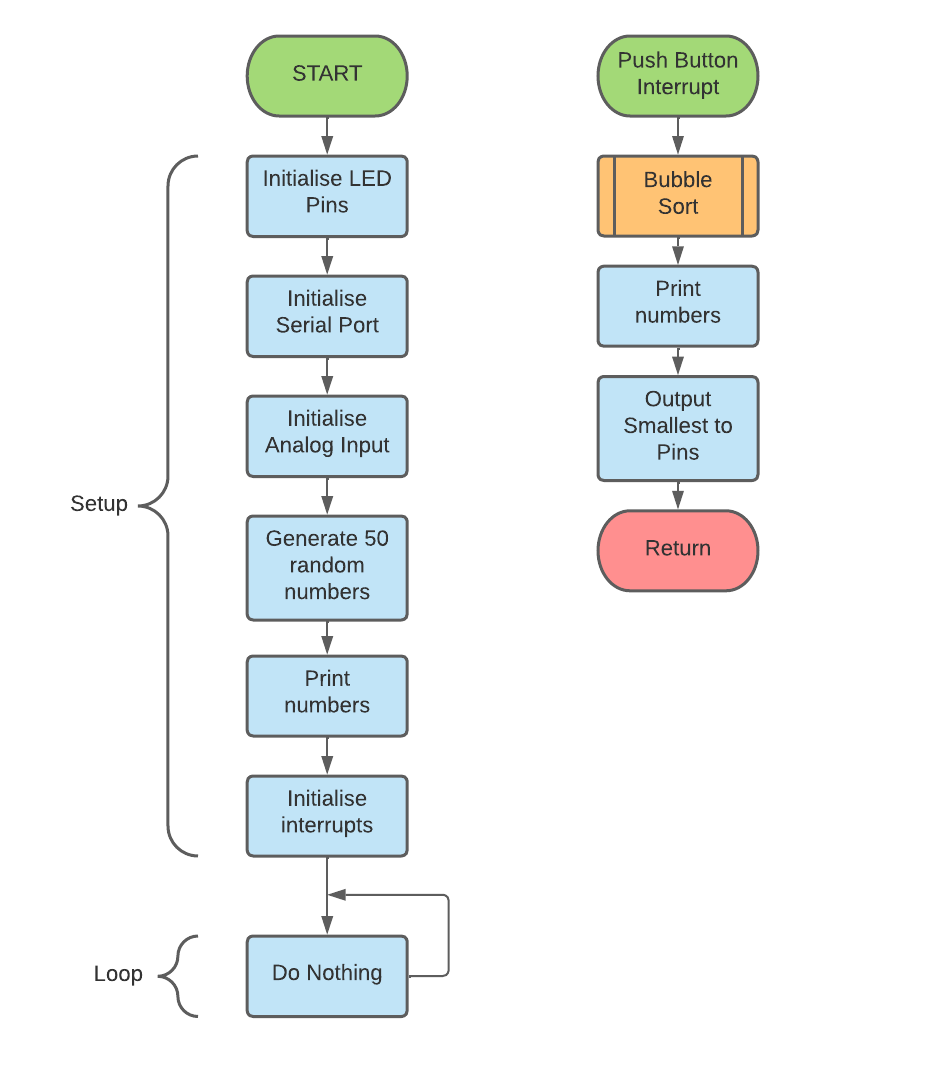 START
Initialise LED
Pins
Initialise
Serial Port
Initialise
Analog Input
Setup
Generate 50
random
numbers
Print
numbers
Initialise
interrupts
Loop
Do Nothing
Push Button
Interrupt
Bubble
Sort
Print
numbers
Output
Smallest to
Pins
Return